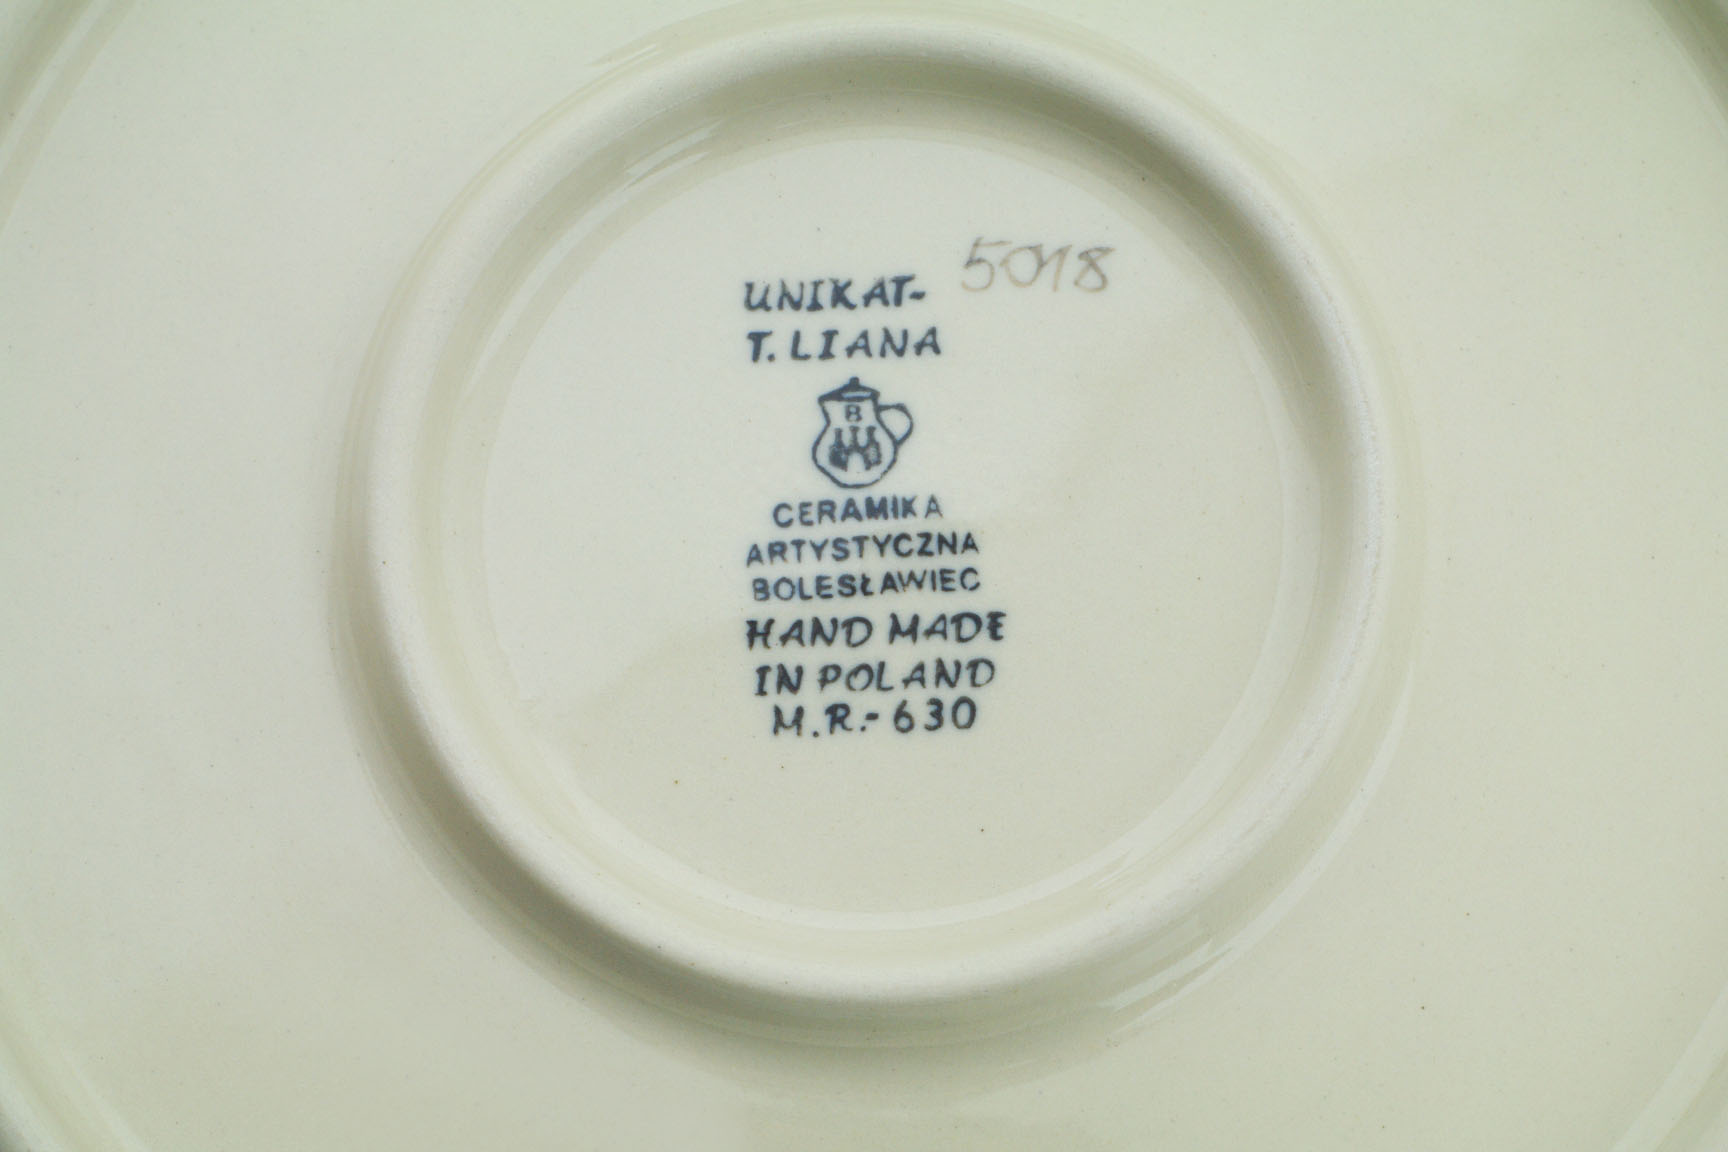 5018
UNIKAT-
T. LIANA
B
CERAMIKA
ARTYSTYCZNA
BOLESŁAWIEC
HAND MADE
IN POLAND
M.R.- 630